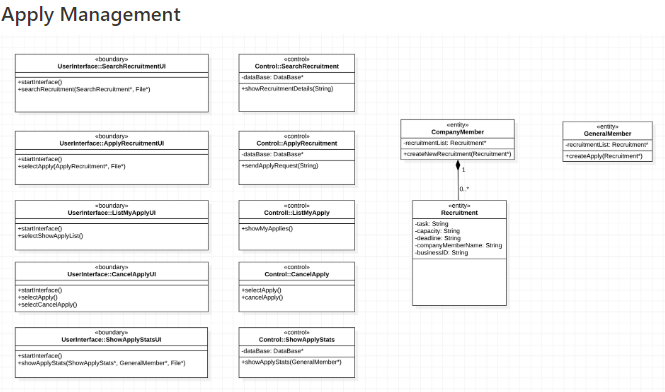 Apply Management
«boundary»
UserInterface::SearchRecruitmentUI
+startInterface()
+searchRecruitment(SearchRecruitment*, File*)
«control»
Control::SearchRecruitment
-dataBase: DataBase*
+showRecruitmentDetails(String)
«boundary»
UserInterface::ApplyRecruitmentUI
+startInterface()
+selectApply(ApplyRecruitment*, File*)
«control»
Control::ApplyRecruitment
-dataBase: DataBase*
+sendApplyRequest(String)
«entity»
CompanyMember
-recruitmentList: Recruitment*
+createNewRecruitment(Recruitment*)
1
0..*
«entity»
GeneralMember
-recruitmentList: Recruitment*
+createApply(Recruitment*)
«boundary»
UserInterface::ListMyApplyUI
+startInterface()
+selectShowApplyList()
«control»
Controll::ListMyApply
+showMyApplies()
«entity»
Recruitment
-task: String
-capacity: String
-deadline: String
-companyMemberName: String
-businessID: String
«boundary»
UserInterface::CancelApplyUI
+startInterface()
+selectApply()
+selectCancelApply()
«control»
Control::CancelApply
+selectApply()
+cancelApply()
«boundary»
UserInterface::ShowApplyStatsUI
+startInterface()
+showApplyStats(ShowApplyStats*, GeneralMember*, File*)
«control»
Control::ShowApplyStats
-dataBase: DataBase*
+showApplyStats(GeneralMember*)